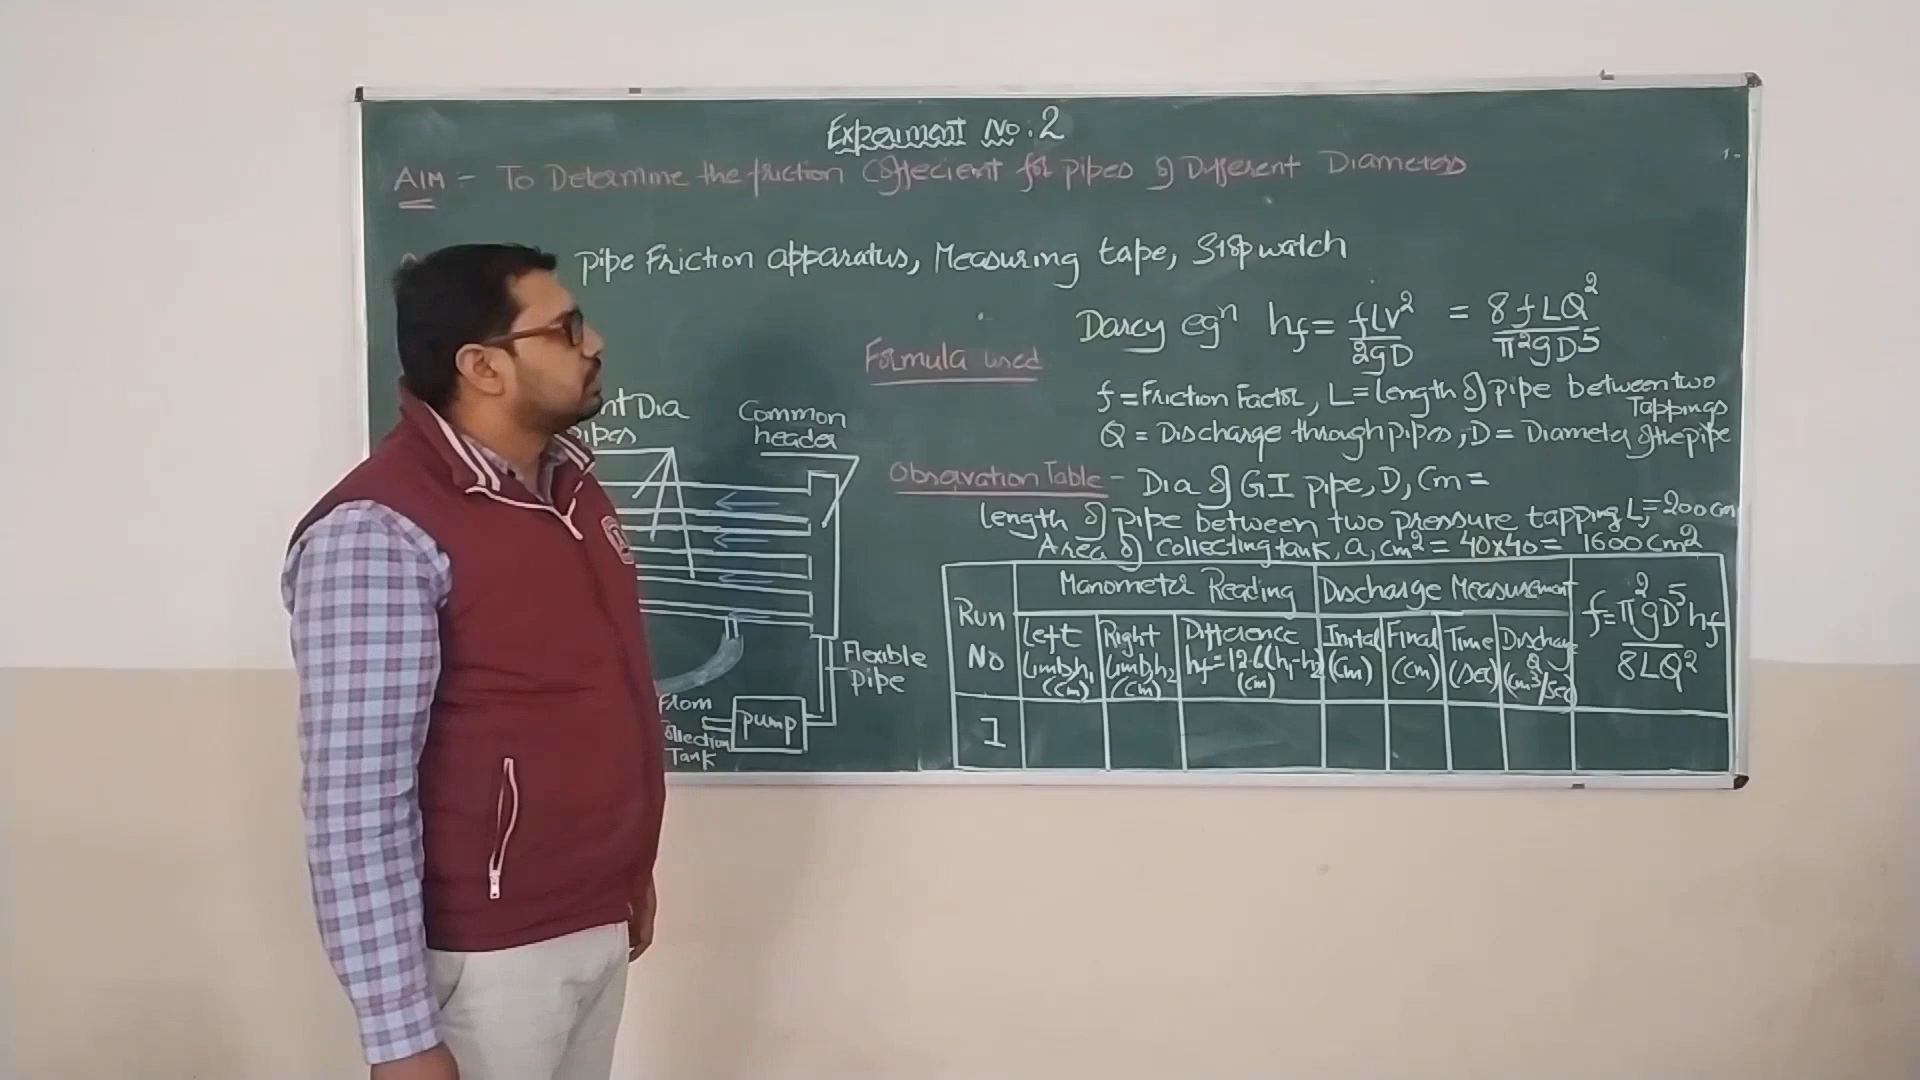 Experiment No: 2
AIM - To Determine the friction Coffecient for pipes of Different Diameters
pipe Friction apparatus, Measuring tape, Stopwatch
Darcy eqn hf = fLV²/2gD = 8fLQ²/π²gD⁵
Formula used
f = Friction Factor, L = length of pipe between two
Tappings
Q = Discharge through pipes, D = Diameter of the pipe
Dia
pipes
Common
header
Flexible
pipe
From
Tank
pump
Observation Table - Dia of GI pipe, D, Cm =
length of pipe between two pressure tapping L = 200 cm
Area of Collecting tank, a, cm² = 40x40 = 1600 Cm²
Run No
Manometer Reading
Discharge Measurement
f = π²gD⁵hf/8LQ²
Left Limb, h₁ (cm)
Right Limb, h₂ (cm)
Difference hf = 12.6(h₁-h₂ (cm)
Inital (cm)
Final (cm)
Time (sec)
Discharge Q (cm³/sec)
I